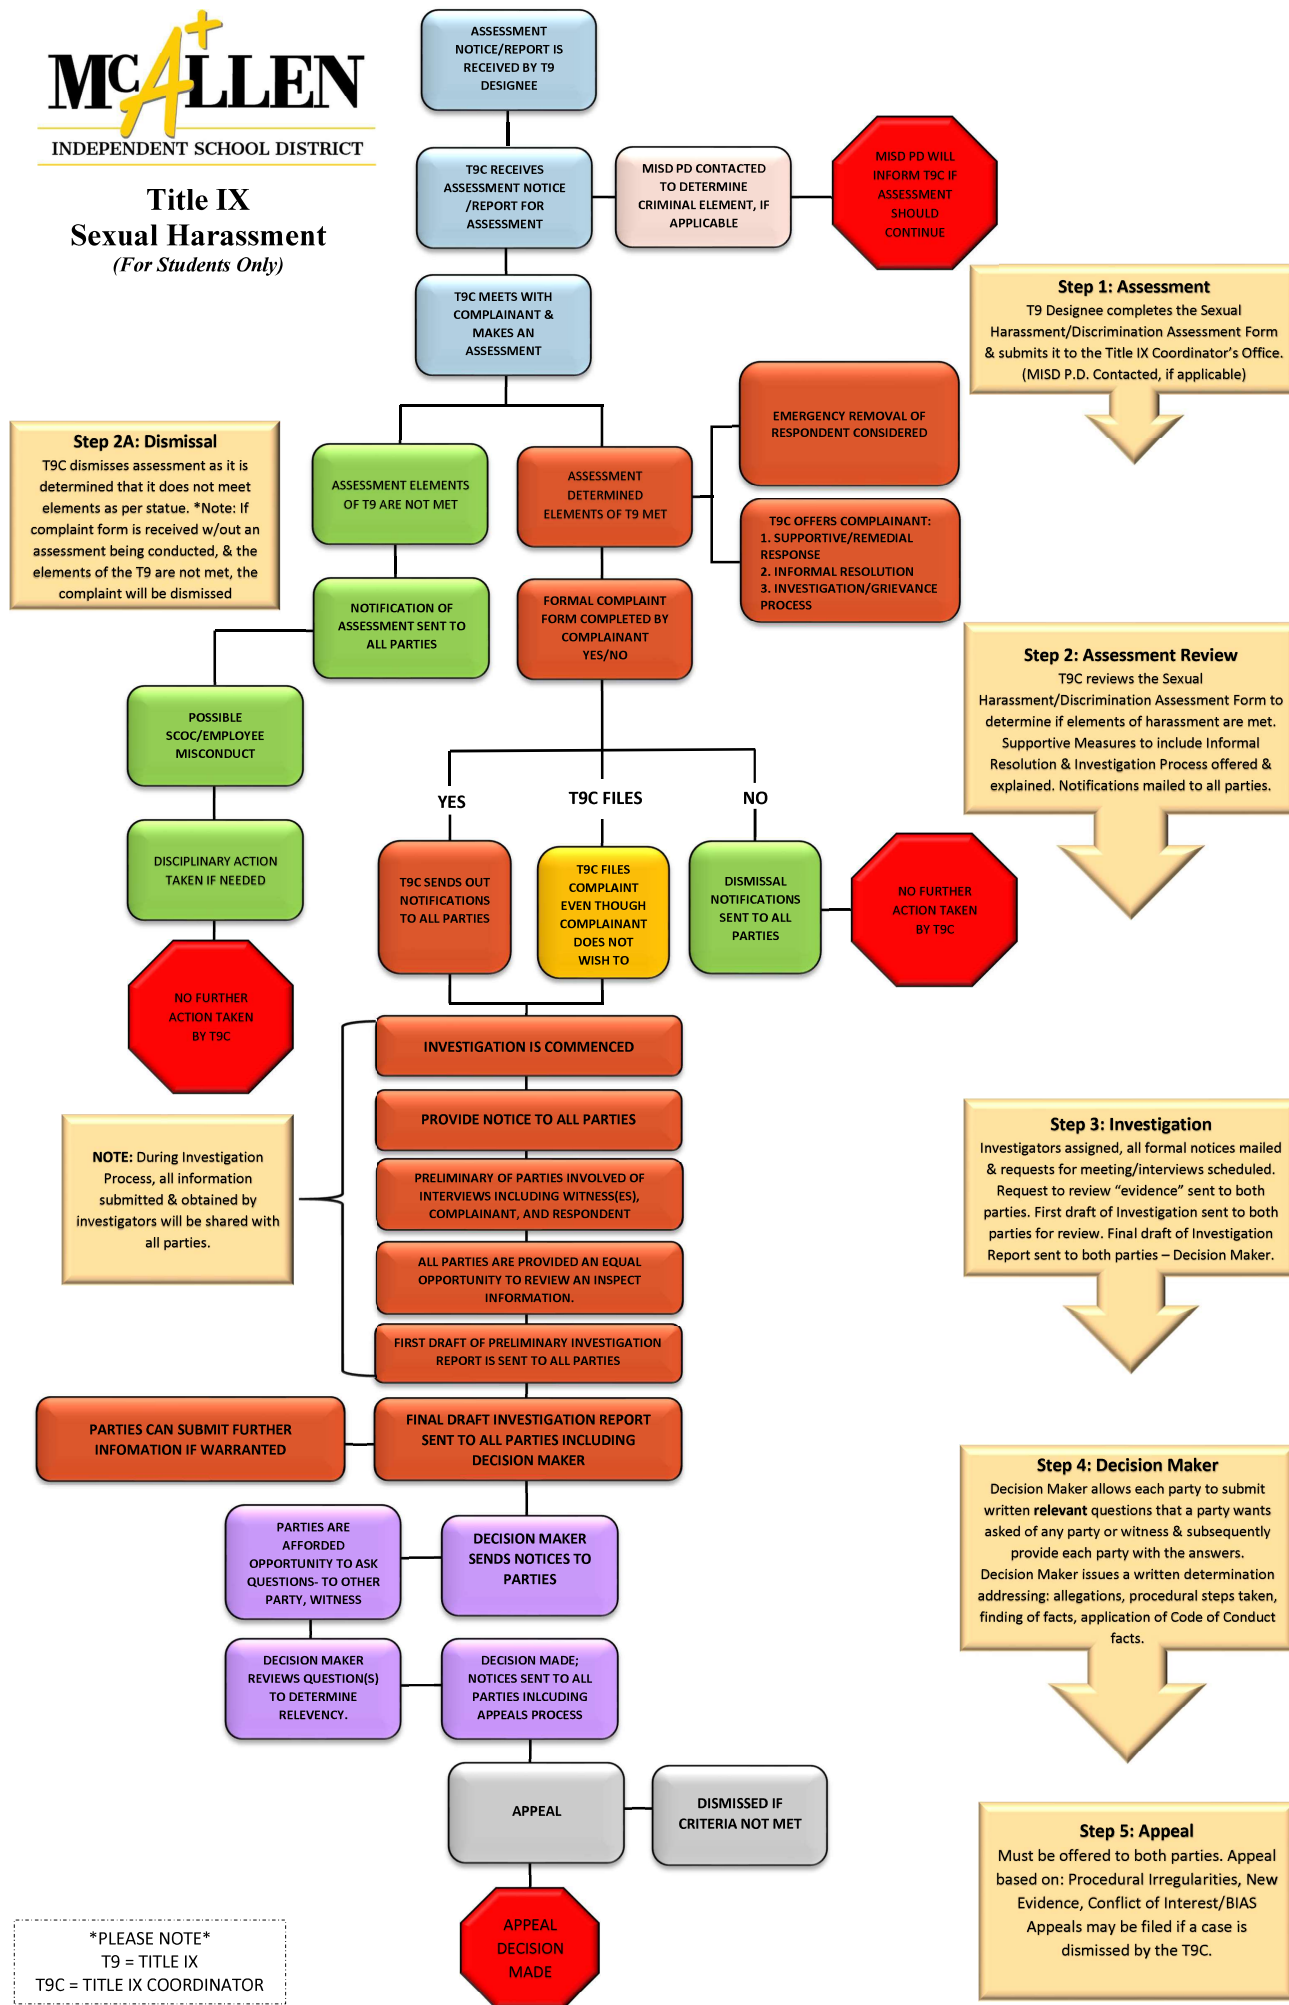 McALLEN
INDEPENDENT SCHOOL DISTRICT
Title IX
Sexual Harassment
(For Students Only)
ASSESSMENT
NOTICE/REPORT IS
RECEIVED BY T9
DESIGNEE
T9C RECEIVES
ASSESSMENT NOTICE
/REPORT FOR
ASSESSMENT
MISD PD CONTACTED
TO DETERMINE
CRIMINAL ELEMENT, IF
APPLICABLE
MISD PD WILL
INFORM T9C IF
ASSESSMENT
SHOULD
CONTINUE
T9C MEETS WITH
COMPLAINANT &
MAKES AN
ASSESSMENT
Step 1: Assessment
T9 Designee completes the Sexual
Harassment/Discrimination Assessment Form
& submits it to the Title IX Coordinator's Office.
(MISD P.D. Contacted, if applicable)
Step 2A: Dismissal
T9C dismisses assessment as it is
determined that it does not meet
elements as per statue. *Note: If
complaint form is received w/out an
assessment being conducted, & the
elements of the T9 are not met, the
complaint will be dismissed
ASSESSMENT ELEMENTS
OF T9 ARE NOT MET
ASSESSMENT
DETERMINED
ELEMENTS OF T9 MET
EMERGENCY REMOVAL OF
RESPONDENT CONSIDERED
T9C OFFERS COMPLAINANT:
1. SUPPORTIVE/REMEDIAL
RESPONSE
2. INFORMAL RESOLUTION
3. INVESTIGATION/GRIEVANCE
PROCESS
NOTIFICATION OF
ASSESSMENT SENT TO
ALL PARTIES
FORMAL COMPLAINT
FORM COMPLETED BY
COMPLAINANT
YES/NO
Step 2: Assessment Review
T9C reviews the Sexual
Harassment/Discrimination Assessment Form to
determine if elements of harassment are met.
Supportive Measures to include Informal
Resolution & Investigation Process offered &
explained. Notifications mailed to all parties.
POSSIBLE
SCOC/EMPLOYEE
MISCONDUCT
DISCIPLINARY ACTION
TAKEN IF NEEDED
NO FURTHER
ACTION TAKEN
BY T9C
YES
T9C FILES
NO
T9C SENDS OUT
NOTIFICATIONS
TO ALL PARTIES
T9C FILES
COMPLAINT
EVEN THOUGH
COMPLAINANT
DOES NOT
WISH TO
DISMISSAL
NOTIFICATIONS
SENT TO ALL
PARTIES
NO FURTHER
ACTION TAKEN
BY T9C
INVESTIGATION IS COMMENCED
PROVIDE NOTICE TO ALL PARTIES
PRELIMINARY OF PARTIES INVOLVED OF
INTERVIEWS INCLUDING WITNESS(ES),
COMPLAINANT, AND RESPONDENT
ALL PARTIES ARE PROVIDED AN EQUAL
OPPORTUNITY TO REVIEW AN INSPECT
INFORMATION.
FIRST DRAFT OF PRELIMINARY INVESTIGATION
REPORT IS SENT TO ALL PARTIES
NOTE: During Investigation
Process, all information
submitted & obtained by
investigators will be shared with
all parties.
Step 3: Investigation
Investigators assigned, all formal notices mailed
& requests for meeting/interviews scheduled.
Request to review “evidence” sent to both
parties. First draft of Investigation sent to both
parties for review. Final draft of Investigation
Report sent to both parties – Decision Maker.
PARTIES CAN SUBMIT FURTHER
INFOMATION IF WARRANTED
FINAL DRAFT INVESTIGATION REPORT
SENT TO ALL PARTIES INCLUDING
DECISION MAKER
PARTIES ARE
AFFORDED
OPPORTUNITY TO ASK
QUESTIONS- TO OTHER
PARTY, WITNESS
DECISION MAKER
SENDS NOTICES TO
PARTIES
DECISION MAKER
REVIEWS QUESTION(S)
TO DETERMINE
RELEVENCY.
DECISION MADE;
NOTICES SENT TO ALL
PARTIES INLCUDING
APPEALS PROCESS
Step 4: Decision Maker
Decision Maker allows each party to submit
written relevant questions that a party wants
asked of any party or witness & subsequently
provide each party with the answers.
Decision Maker issues a written determination
addressing: allegations, procedural steps taken,
finding of facts, application of Code of Conduct
facts.
APPEAL
DISMISSED IF
CRITERIA NOT MET
APPEAL
DECISION
MADE
Step 5: Appeal
Must be offered to both parties. Appeal
based on: Procedural Irregularities, New
Evidence, Conflict of Interest/BIAS
Appeals may be filed if a case is
dismissed by the T9C.
*PLEASE NOTE*
T9 = TITLE IX
T9C = TITLE IX COORDINATOR